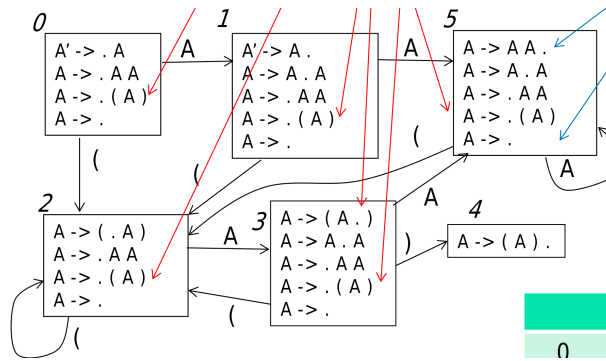 0
A' -> . A
A -> . A A
A -> . ( A )
A -> .
A
(
1
A' -> A .
A -> A . A
A -> . A A
A -> . ( A )
A -> .
A
(
5
A -> A A .
A -> A . A
A -> . A A
A -> . ( A )
A -> .
(
A
2
A -> ( . A )
A -> . A A
A -> . ( A )
A -> .
A
(
3
A -> ( A . )
A -> A . A
A -> . A A
A -> . ( A )
A -> .
A
)
(
4
A -> ( A ) .
0